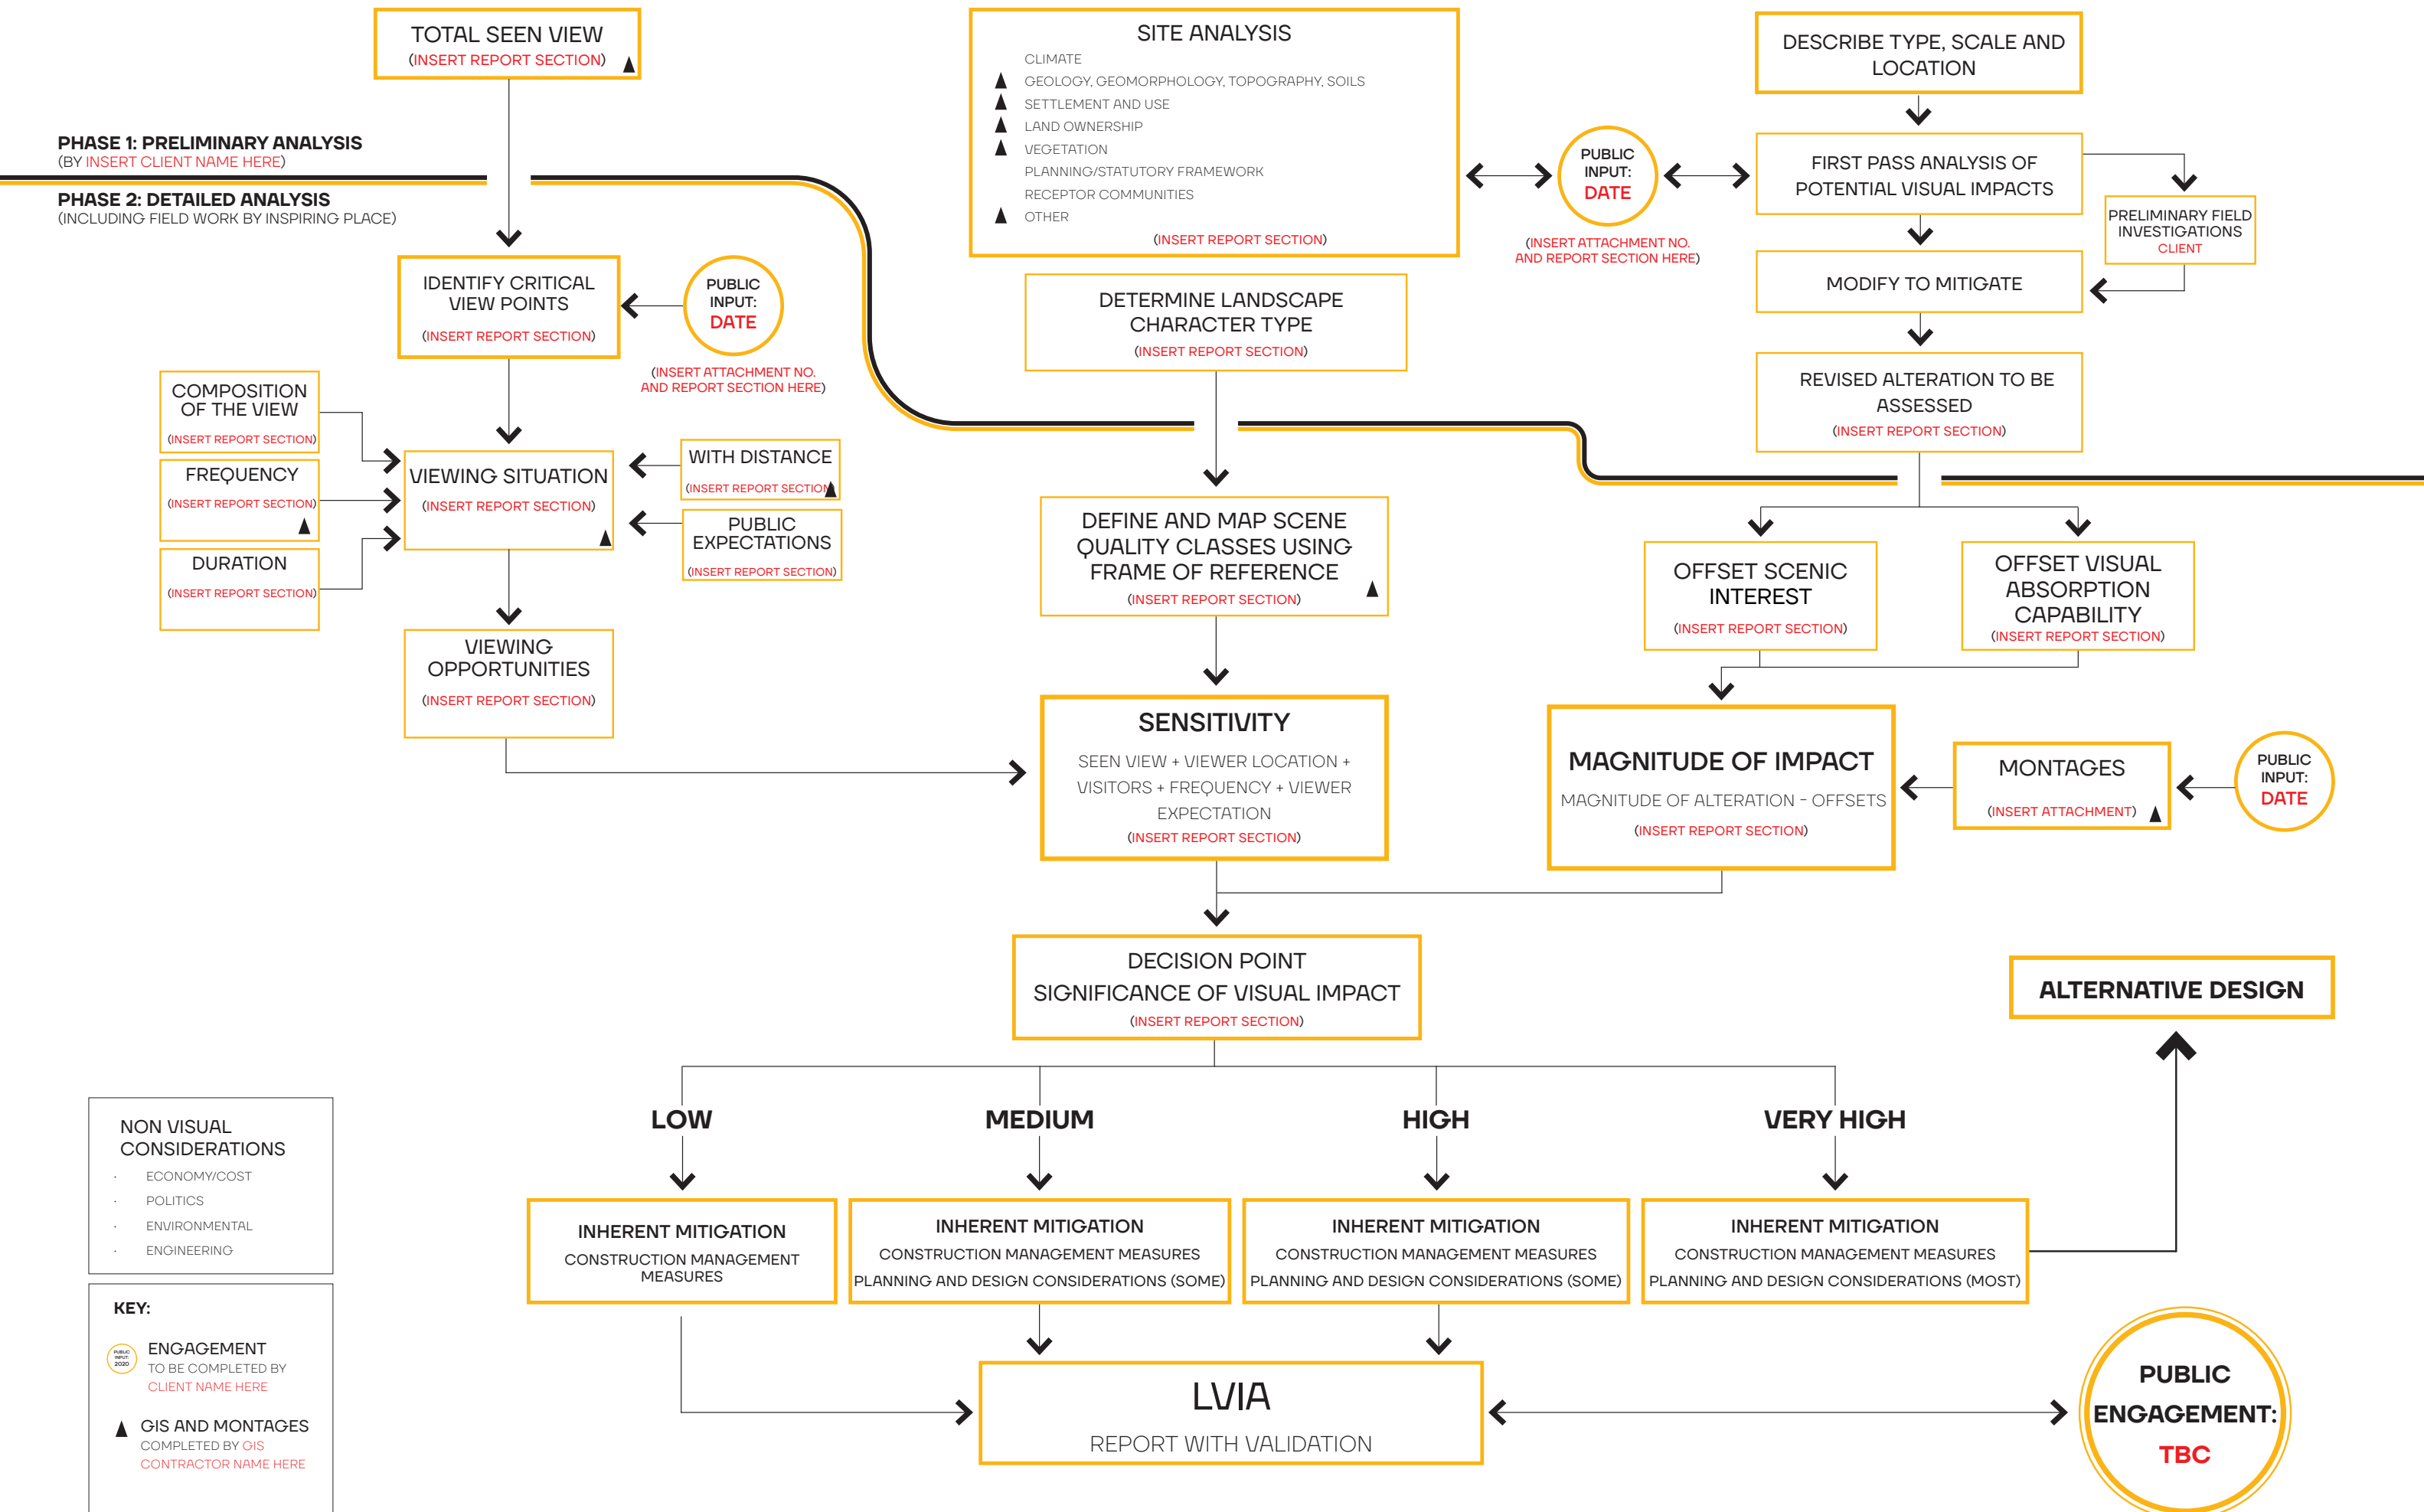 TOTAL SEEN VIEW
(INSERT REPORT SECTION)
PHASE 1: PRELIMINARY ANALYSIS
(BY INSERT CLIENT NAME HERE)
PHASE 2: DETAILED ANALYSIS
(INCLUDING FIELD WORK BY INSPIRING PLACE)
IDENTIFY CRITICAL
VIEW POINTS
(INSERT REPORT SECTION)
PUBLIC
INPUT:
DATE
(INSERT ATTACHMENT NO.
AND REPORT SECTION HERE)
COMPOSITION
OF THE VIEW
(INSERT REPORT SECTION)
FREQUENCY
(INSERT REPORT SECTION)
DURATION
(INSERT REPORT SECTION)
VIEWING SITUATION
(INSERT REPORT SECTION)
WITH DISTANCE
(INSERT REPORT SECTION)
PUBLIC
EXPECTATIONS
(INSERT REPORT SECTION)
VIEWING
OPPORTUNITIES
(INSERT REPORT SECTION)
SITE ANALYSIS
CLIMATE
GEOLOGY, GEOMORPHOLOGY, TOPOGRAPHY, SOILS
SETTLEMENT AND USE
LAND OWNERSHIP
VEGETATION
PLANNING/STATUTORY FRAMEWORK
RECEPTOR COMMUNITIES
OTHER
(INSERT REPORT SECTION)
DETERMINE LANDSCAPE
CHARACTER TYPE
(INSERT REPORT SECTION)
DEFINE AND MAP SCENE
QUALITY CLASSES USING
FRAME OF REFERENCE
(INSERT REPORT SECTION)
SENSITIVITY
SEEN VIEW + VIEWER LOCATION +
VISITORS + FREQUENCY + VIEWER
EXPECTATION
(INSERT REPORT SECTION)
PUBLIC
INPUT:
DATE
(INSERT ATTACHMENT NO.
AND REPORT SECTION HERE)
DESCRIBE TYPE, SCALE AND
LOCATION
FIRST PASS ANALYSIS OF
POTENTIAL VISUAL IMPACTS
PRELIMINARY FIELD
INVESTIGATIONS
CLIENT
MODIFY TO MITIGATE
REVISED ALTERATION TO BE
ASSESSED
(INSERT REPORT SECTION)
OFFSET SCENIC
INTEREST
(INSERT REPORT SECTION)
OFFSET VISUAL
ABSORPTION
CAPABILITY
(INSERT REPORT SECTION)
MAGNITUDE OF IMPACT
MAGNITUDE OF ALTERATION - OFFSETS
(INSERT REPORT SECTION)
MONTAGES
(INSERT ATTACHMENT)
PUBLIC
INPUT:
DATE
DECISION POINT
SIGNIFICANCE OF VISUAL IMPACT
(INSERT REPORT SECTION)
ALTERNATIVE DESIGN
LOW
MEDIUM
HIGH
VERY HIGH
INHERENT MITIGATION
CONSTRUCTION MANAGEMENT
MEASURES
INHERENT MITIGATION
CONSTRUCTION MANAGEMENT MEASURES
PLANNING AND DESIGN CONSIDERATIONS (SOME)
INHERENT MITIGATION
CONSTRUCTION MANAGEMENT MEASURES
PLANNING AND DESIGN CONSIDERATIONS (SOME)
INHERENT MITIGATION
CONSTRUCTION MANAGEMENT MEASURES
PLANNING AND DESIGN CONSIDERATIONS (MOST)
LVIA
REPORT WITH VALIDATION
PUBLIC
ENGAGEMENT:
TBC
NON VISUAL
CONSIDERATIONS
· ECONOMY/COST
· POLITICS
· ENVIRONMENTAL
· ENGINEERING
KEY:
PUBLIC
INPUT:
2020
ENGAGEMENT
TO BE COMPLETED BY
CLIENT NAME HERE
GIS AND MONTAGES
COMPLETED BY GIS
CONTRACTOR NAME HERE